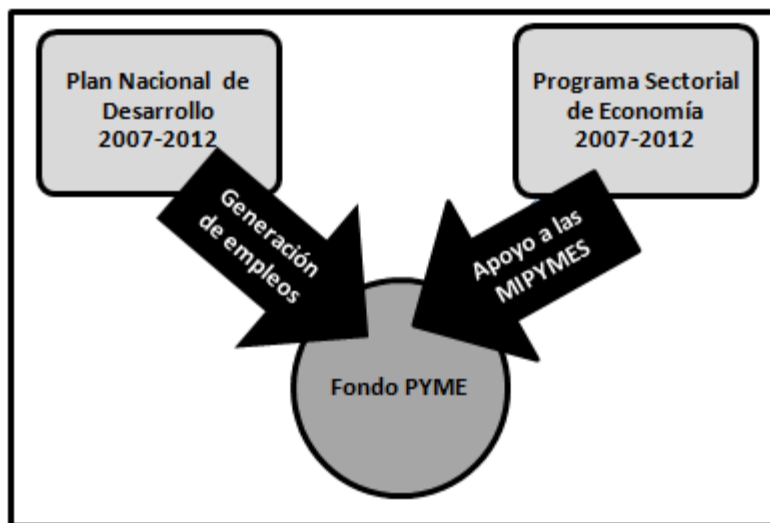 Plan Nacional de
Desarrollo
2007-2012
Programa Sectorial
de Economía
2007-2012
Generación
de empleos
Apoyo a las
MIPYMES
Fondo PYME